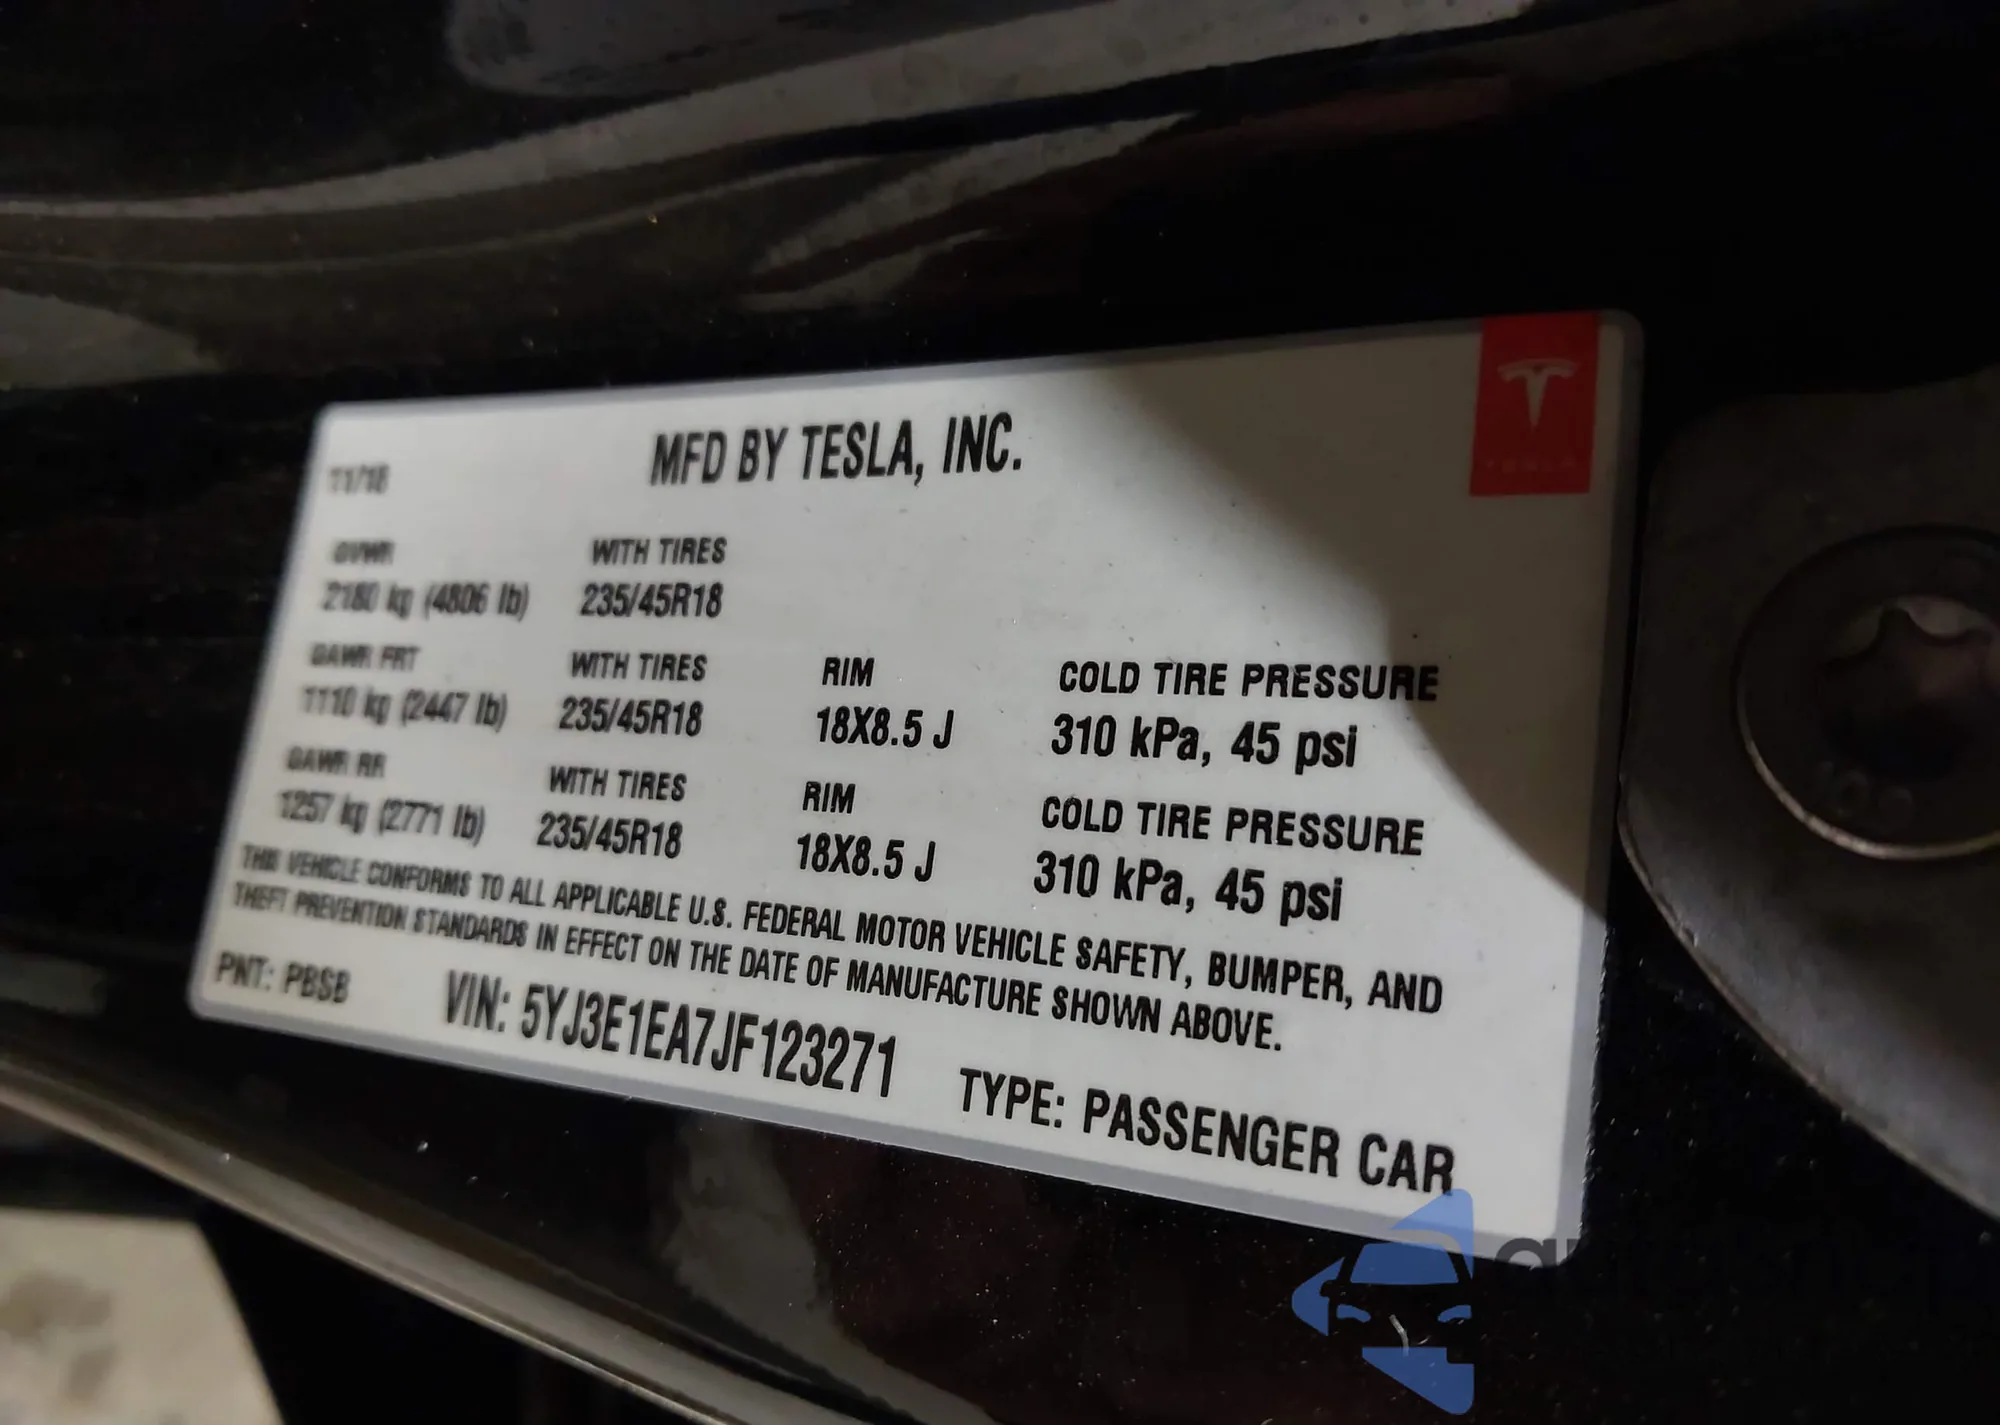 MFD BY TESLA, INC.
TESLA
11/18
GVWR WITH TIRES
2180 kg (4806 lb) 235/45R18
GAWR FRT WITH TIRES RIM COLD TIRE PRESSURE
1110 kg (2447 lb) 235/45R18 18X8.5 J 310 kPa, 45 psi
GAWR RR WITH TIRES RIM COLD TIRE PRESSURE
1257 kg (2771 lb) 235/45R18 18X8.5 J 310 kPa, 45 psi
THIS VEHICLE CONFORMS TO ALL APPLICABLE U.S. FEDERAL MOTOR VEHICLE SAFETY, BUMPER, AND
THEFT PREVENTION STANDARDS IN EFFECT ON THE DATE OF MANUFACTURE SHOWN ABOVE.
PNT: PBSB VIN: 5YJ3E1EA7JF123271 TYPE: PASSENGER CAR